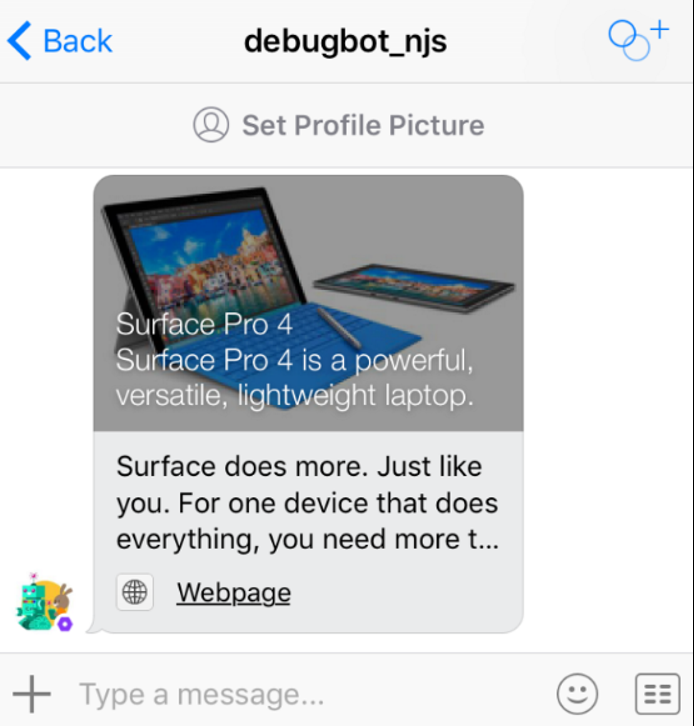 Back
debugbot_njs
Set Profile Picture
Surface Pro 4
Surface Pro 4 is a powerful,
versatile, lightweight laptop.
Surface does more. Just like
you. For one device that does
everything, you need more t...
Webpage
Type a message...